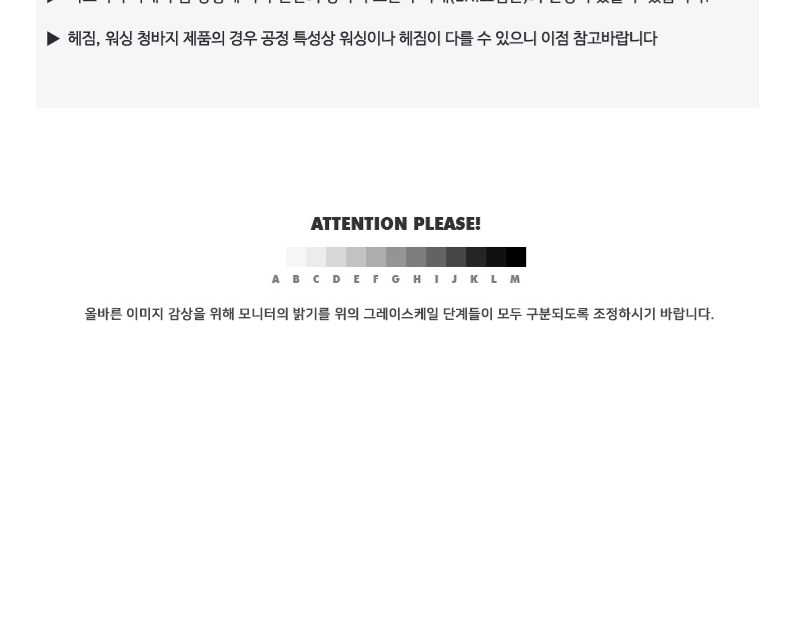 ▶ 헤짐, 워싱 청바지 제품의 경우 공정 특성상 워싱이나 헤짐이 다를 수 있으니 이점 참고바랍니다
ATTENTION PLEASE!
A B C D E F G H I J K L M
올바른 이미지 감상을 위해 모니터의 밝기를 위의 그레이스케일 단계들이 모두 구분되도록 조정하시기 바랍니다.